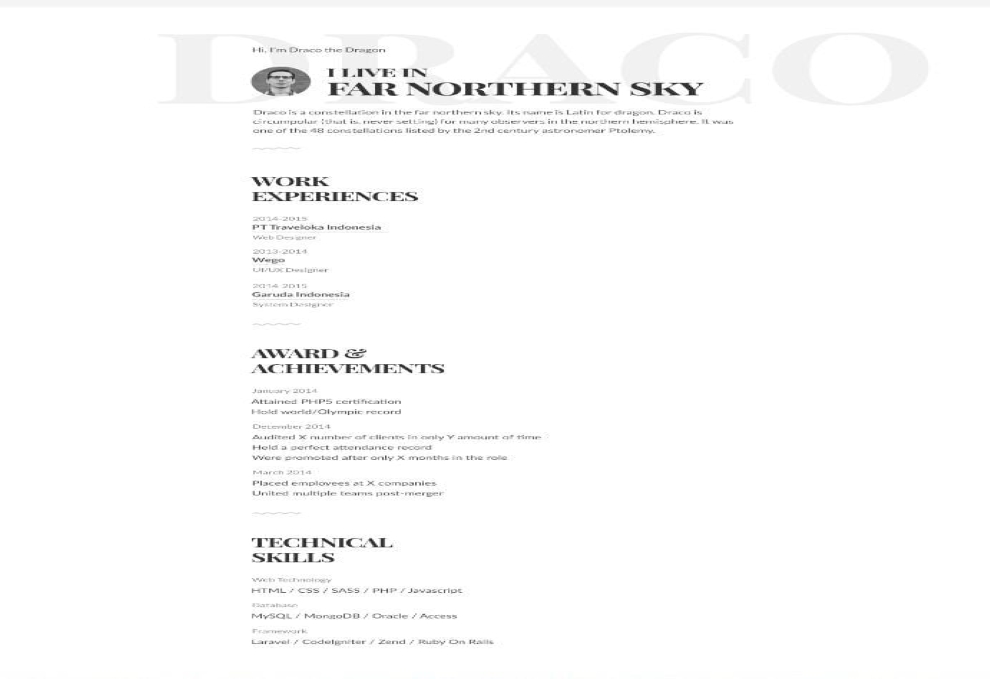 DRACO
Hi, I'm Draco the Dragon
I LIVE IN
FAR NORTHERN SKY
Draco is a constellation in the far northern sky. Its name is Latin for dragon. Draco is
circumpolar (that is, never setting) for many observers in the northern hemisphere. It was
one of the 48 constellations listed by the 2nd century astronomer Ptolemy.
WORK
EXPERIENCES
2014-2015
PT Traveloka Indonesia
Web Designer
2013-2014
Wego
UI/UX Designer
2014-2015
Garuda Indonesia
System Designer
AWARD &
ACHIEVEMENTS
January 2014
Attained PHP5 certification
Hold world/Olympic record
December 2014
Audited X number of clients in only Y amount of time
Held a perfect attendance record
Were promoted after only X months in the role
March 2014
Placed employees at X companies
United multiple teams post-merger
TECHNICAL
SKILLS
Web Technology
HTML / CSS / SASS / PHP / Javascript
Database
MySQL / MongoDB / Oracle / Access
Framework
Laravel / CodeIgniter / Zend / Ruby On Rails